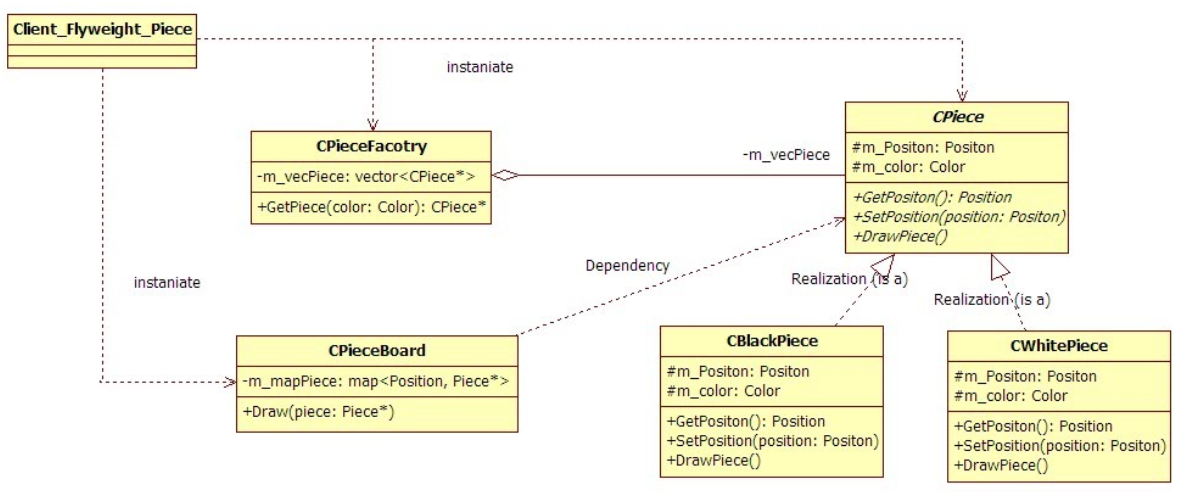 Client_Flyweight_Piece
instaniate
CPieceFacotry
-m_vecPiece: vector<CPiece*>
+GetPiece(color: Color): CPiece*
-m_vecPiece
CPiece
#m_Positon: Positon
#m_color: Color
+GetPositon(): Position
+SetPosition(position: Positon)
+DrawPiece()
Dependency
instaniate
Realization (is a)
Realization (is a)
CPieceBoard
-m_mapPiece: map<Position, Piece*>
+Draw(piece: Piece*)
CBlackPiece
#m_Positon: Positon
#m_color: Color
+GetPositon(): Position
+SetPosition(position: Positon)
+DrawPiece()
CWhitePiece
#m_Positon: Positon
#m_color: Color
+GetPositon(): Position
+SetPosition(position: Positon)
+DrawPiece()